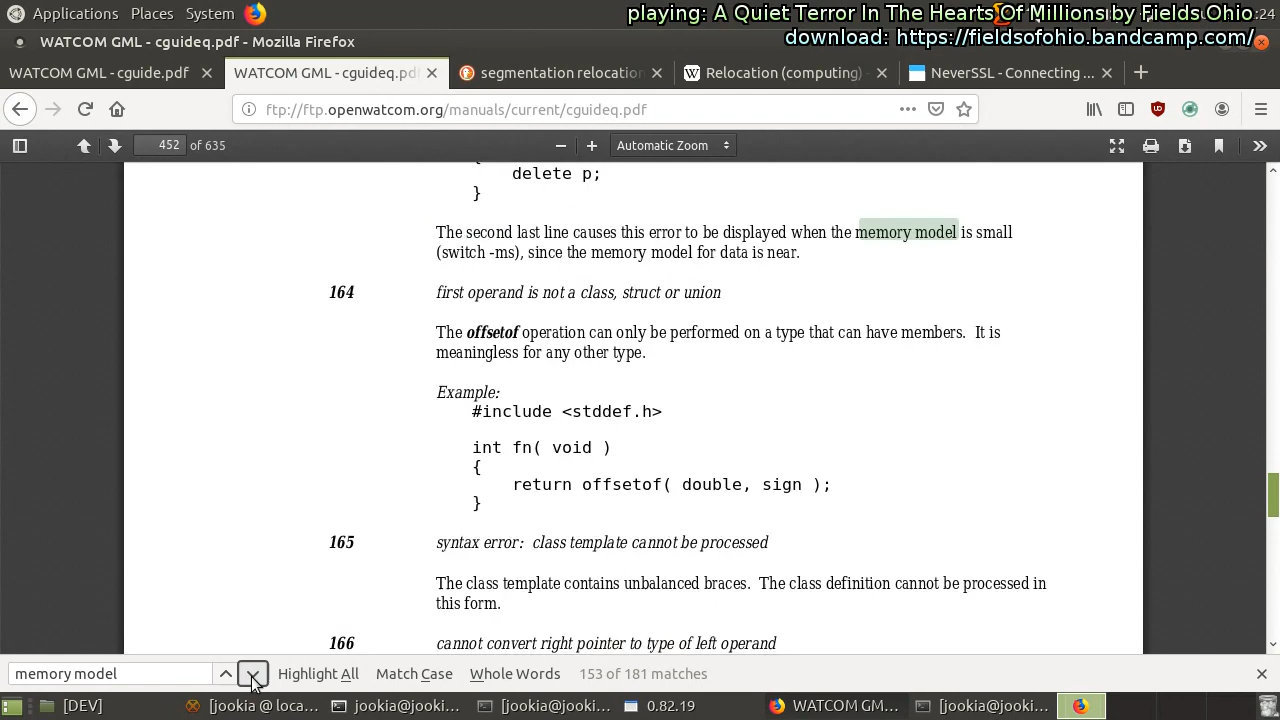 Applications Places System
playing: A Quiet Terror In The Hearts Of Millions by Fields Ohio
:24
download: https://fieldsofohio.bandcamp.com/
WATCOM GML - cguideq.pdf - Mozilla Firefox
WATCOM GML - cguide.pdf
WATCOM GML - cguideq.pd
segmentation relocation
Relocation (computing)
NeverSSL - Connecting ...
ftp://ftp.openwatcom.org/manuals/current/cguideq.pdf
452 of 635
Automatic Zoom
delete p;
}
The second last line causes this error to be displayed when the memory model is small
(switch -ms), since the memory model for data is near.
164 first operand is not a class, struct or union
The offsetof operation can only be performed on a type that can have members. It is
meaningless for any other type.
Example:
#include <stddef.h>
int fn( void )
{
return offsetof( double, sign );
}
165 syntax error: class template cannot be processed
The class template contains unbalanced braces. The class definition cannot be processed in
this form.
166 cannot convert right pointer to type of left operand
memory model
Highlight All
Match Case
Whole Words
153 of 181 matches
[DEV]
[jookia @ loca...
jookia@jooki...
[jookia@jooki...
0.82.19
WATCOM GM...
[jookia@jooki...